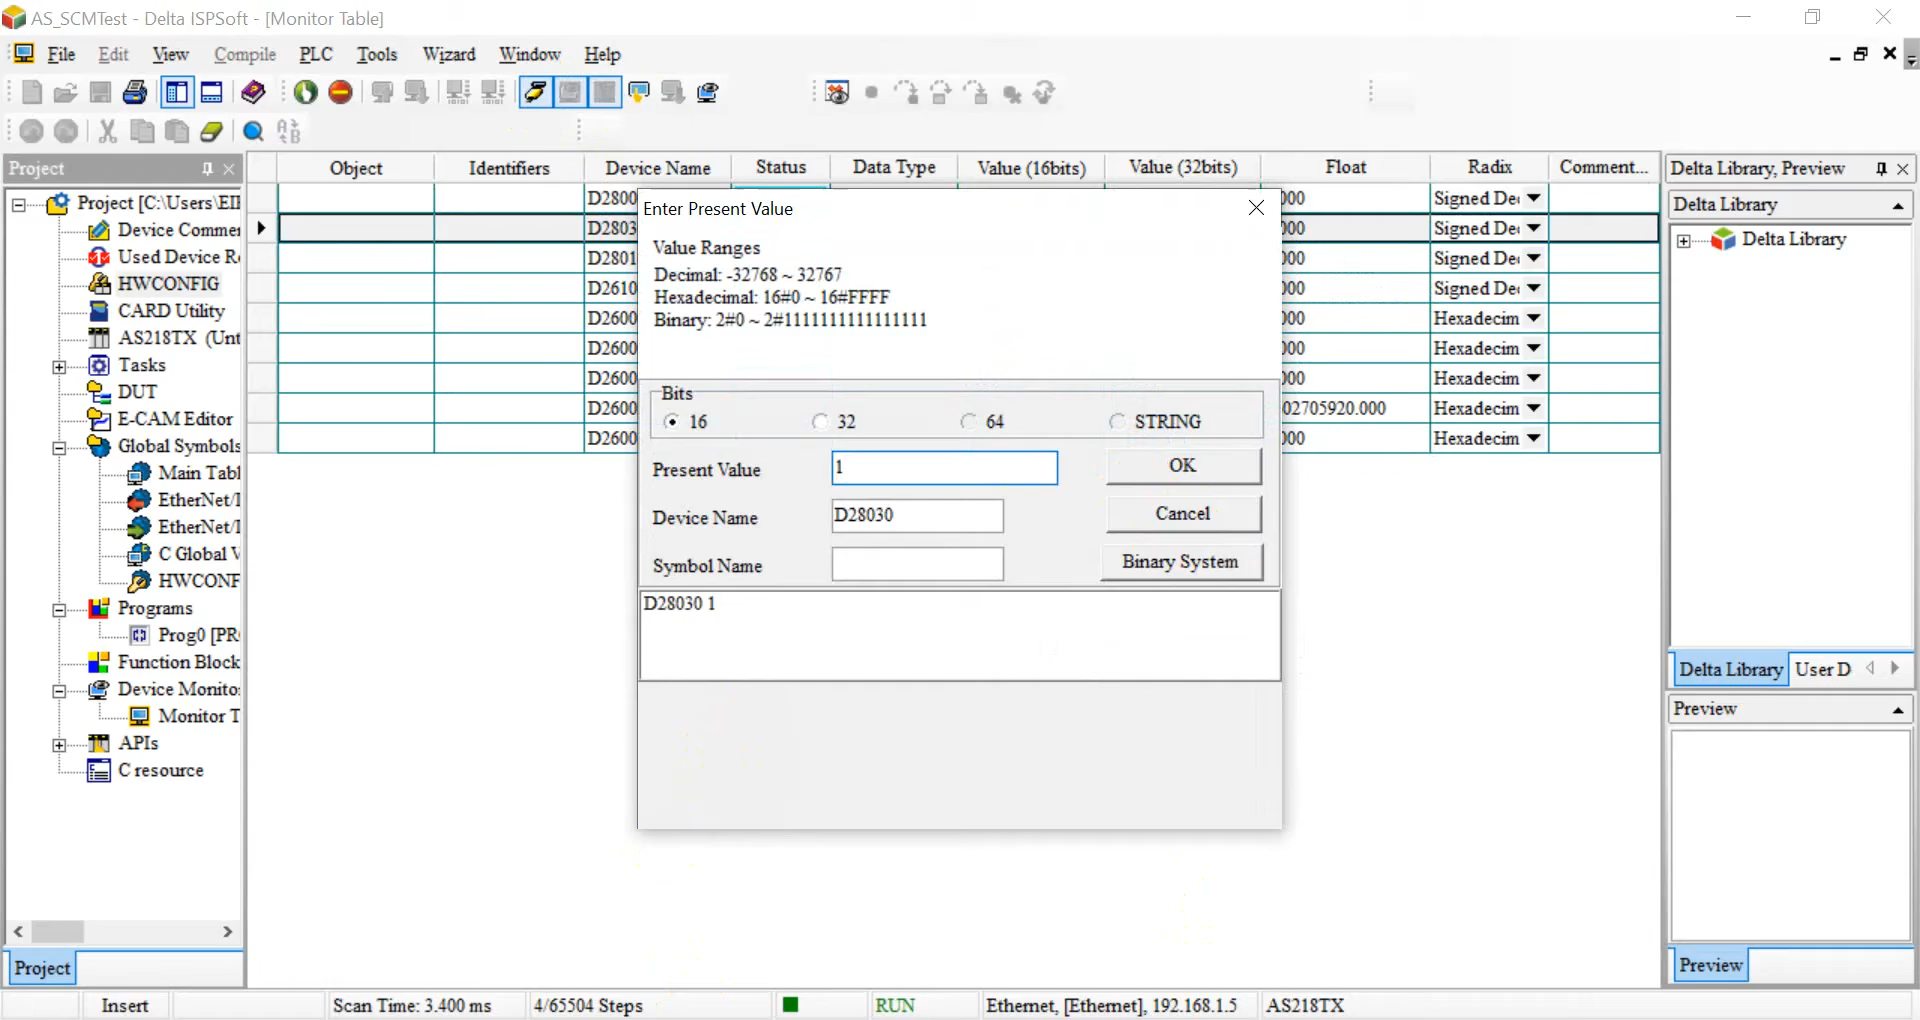 AS_SCMTest - Delta ISPSoft - [Monitor Table]
File Edit View Compile PLC Tools Wizard Window Help
Project
Project [C:\Users\EII
Device Commen
Used Device Re
HWCONFIG
CARD Utility
AS218TX (Unt
Tasks
DUT
E-CAM Editor
Global Symbols
Main Tabl
EtherNet/I
EtherNet/I
C Global V
HWCONF
Programs
Prog0 [PR
Function Block
Device Monito
Monitor T
APIs
C resource
Project
Object Identifiers Device Name Status Data Type Value (16bits) Value (32bits) Float Radix Comment...
D2800 000 Signed De
D2803 000 Signed De
D2801 000 Signed De
D2610 000 Signed De
D2600 000 Hexadecim
D2600 000 Hexadecim
D2600 000 Hexadecim
D2600 02705920.000 Hexadecim
D2600 000 Hexadecim
Enter Present Value
Value Ranges
Decimal: -32768 ~ 32767
Hexadecimal: 16#0 ~ 16#FFFF
Binary: 2#0 ~ 2#1111111111111111
Bits
16 32 64 STRING
Present Value 1 OK
Device Name D28030 Cancel
Symbol Name Binary System
D28030 1
Delta Library, Preview
Delta Library
Delta Library
Delta Library User D
Preview
Preview
Insert Scan Time: 3.400 ms 4/65504 Steps RUN Ethernet, [Ethernet], 192.168.1.5 AS218TX